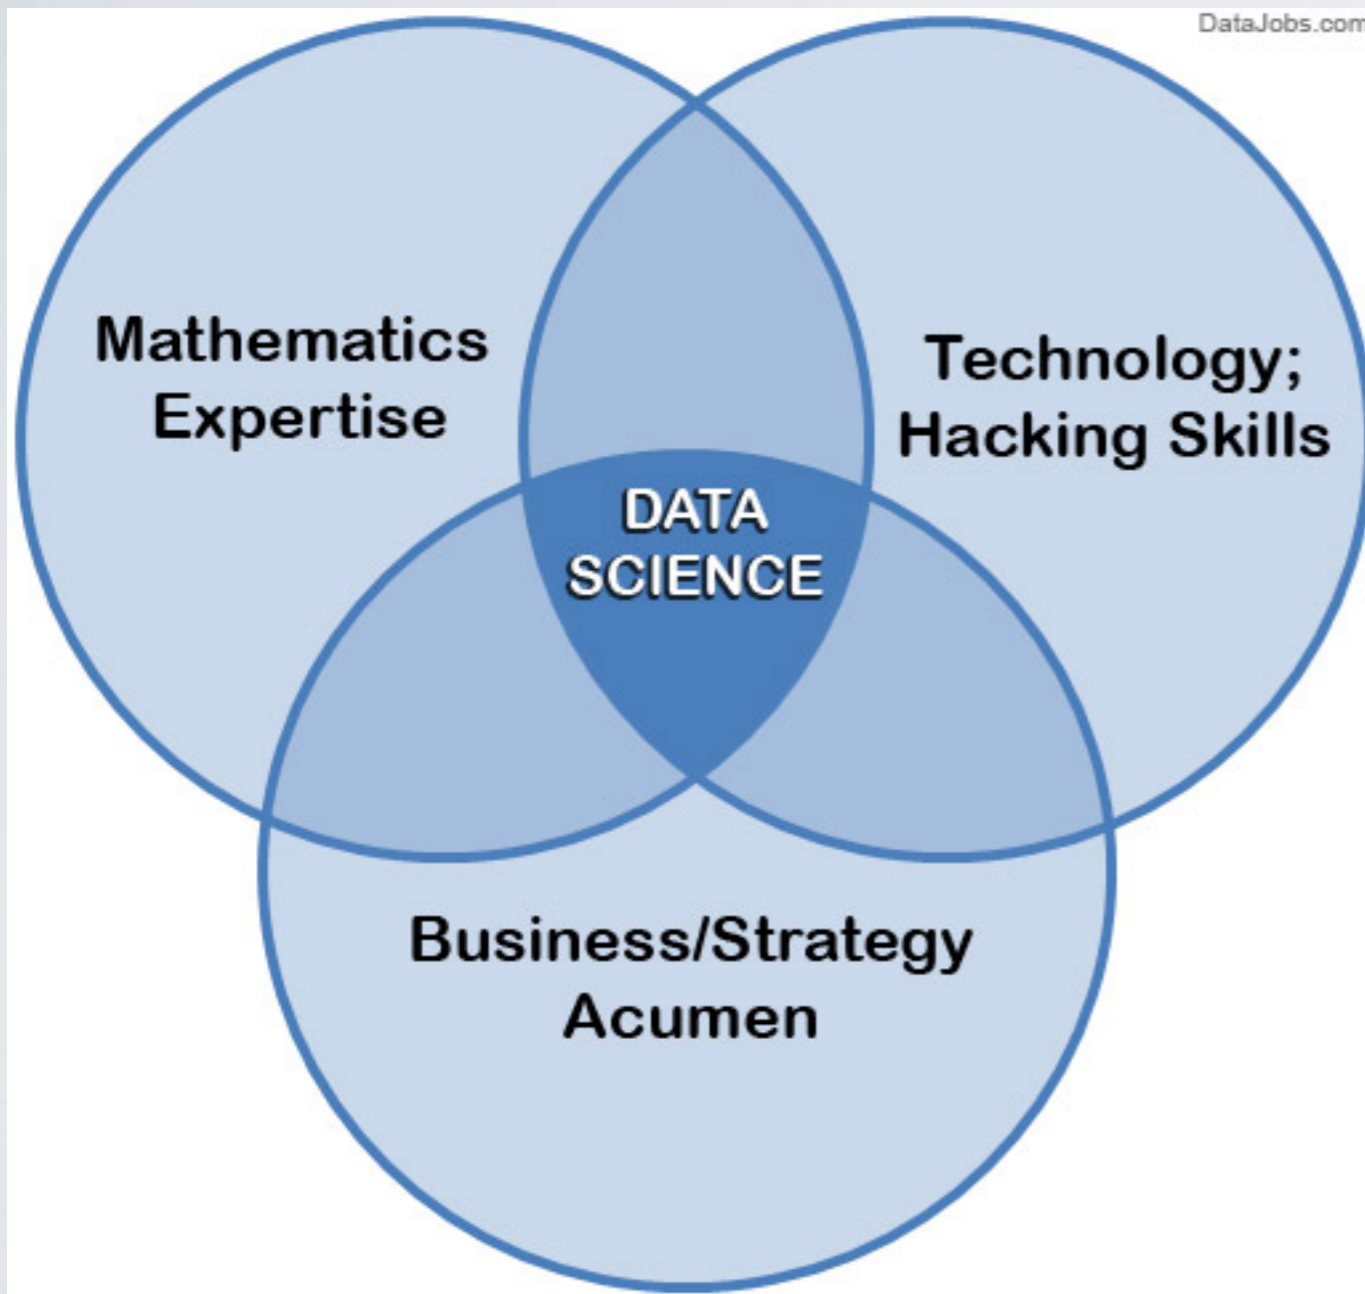 DataJobs.com
Mathematics
Expertise
Technology;
Hacking Skills
DATA
SCIENCE
Business/Strategy
Acumen